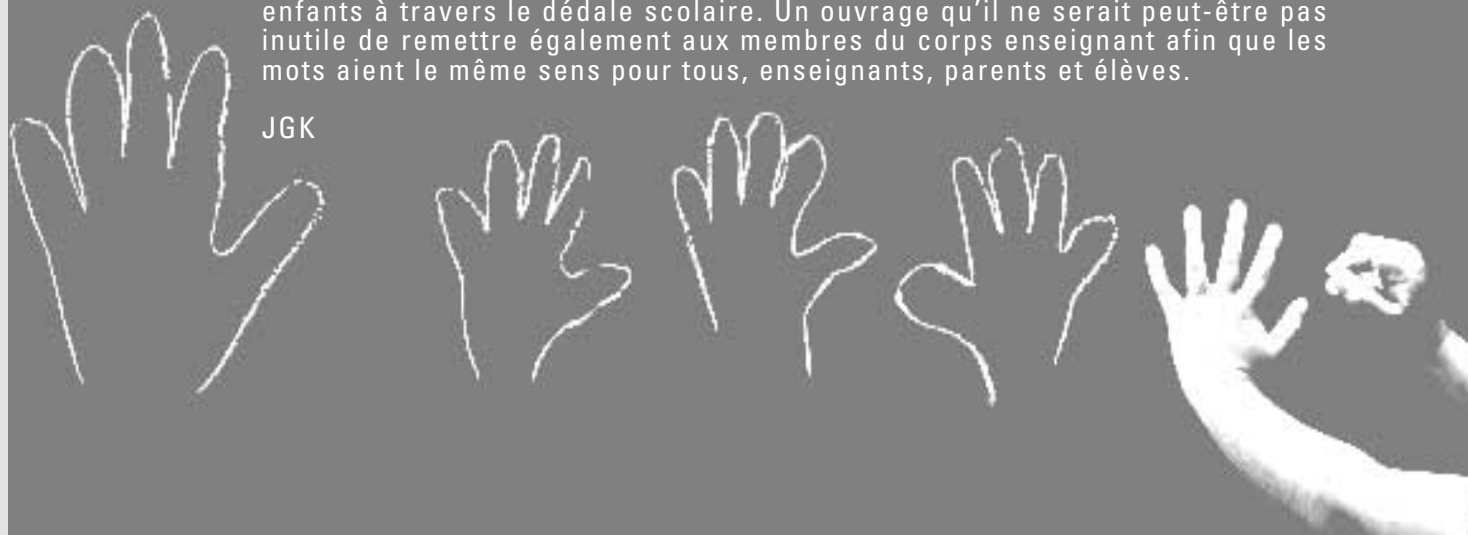 enfants à travers le dédale scolaire. Un ouvrage qu'il ne serait peut-être pas
inutile de remettre également aux membres du corps enseignant afin que les
mots aient le même sens pour tous, enseignants, parents et élèves.
JGK